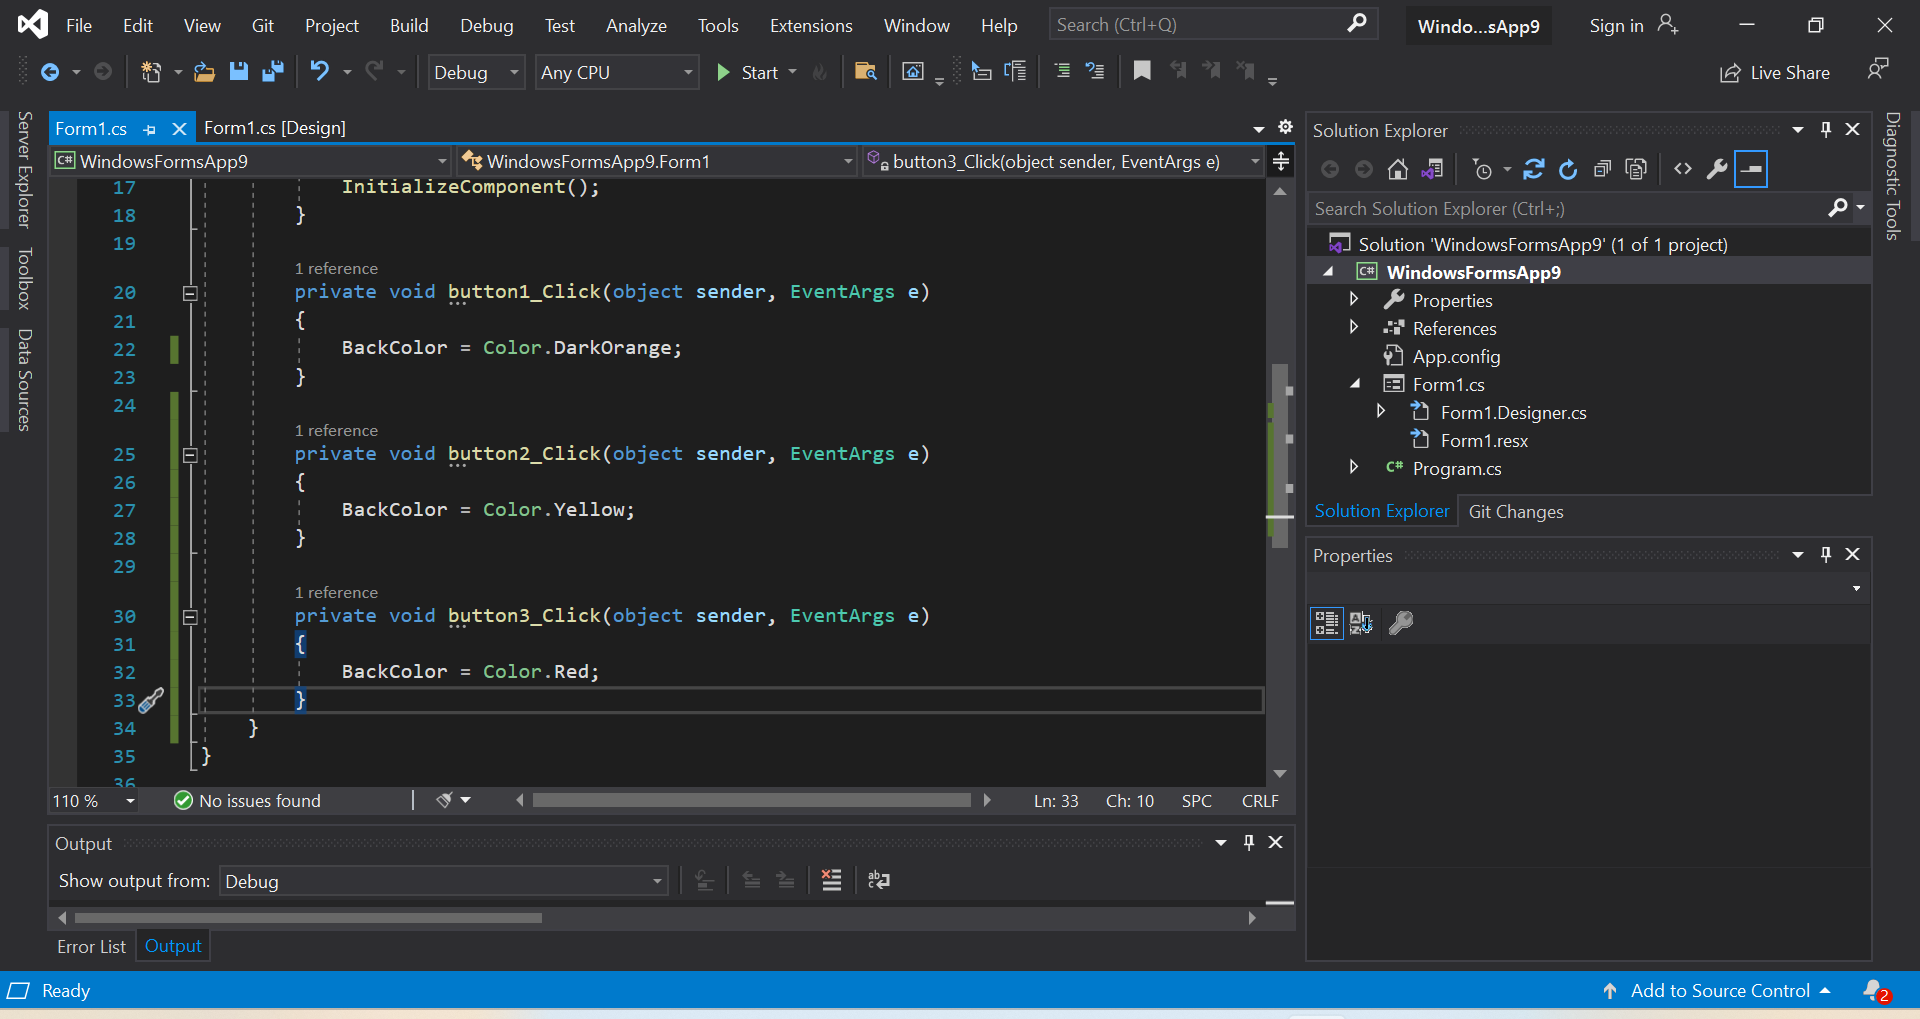 File Edit View Git Project Build Debug Test Analyze Tools Extensions Window Help Search (Ctrl+Q) Windo...sApp9 Sign in
Debug Any CPU Start Live Share
Server Explorer
Toolbox
Data Sources
Form1.cs Form1.cs [Design]
C# WindowsFormsApp9 WindowsFormsApp9.Form1 button3_Click(object sender, EventArgs e)
17 InitializeComponent();
18 }
19
1 reference
20 private void button1_Click(object sender, EventArgs e)
21 {
22 BackColor = Color.DarkOrange;
23 }
24
1 reference
25 private void button2_Click(object sender, EventArgs e)
26 {
27 BackColor = Color.Yellow;
28 }
29
1 reference
30 private void button3_Click(object sender, EventArgs e)
31 {
32 BackColor = Color.Red;
33 }
34 }
35 }
36
110 % No issues found Ln: 33 Ch: 10 SPC CRLF
Output
Show output from: Debug
Error List Output
Solution Explorer
Search Solution Explorer (Ctrl+;)
Solution 'WindowsFormsApp9' (1 of 1 project)
C# WindowsFormsApp9
Properties
References
App.config
Form1.cs
Form1.Designer.cs
Form1.resx
C# Program.cs
Solution Explorer Git Changes
Properties
Diagnostic Tools
Ready Add to Source Control 2